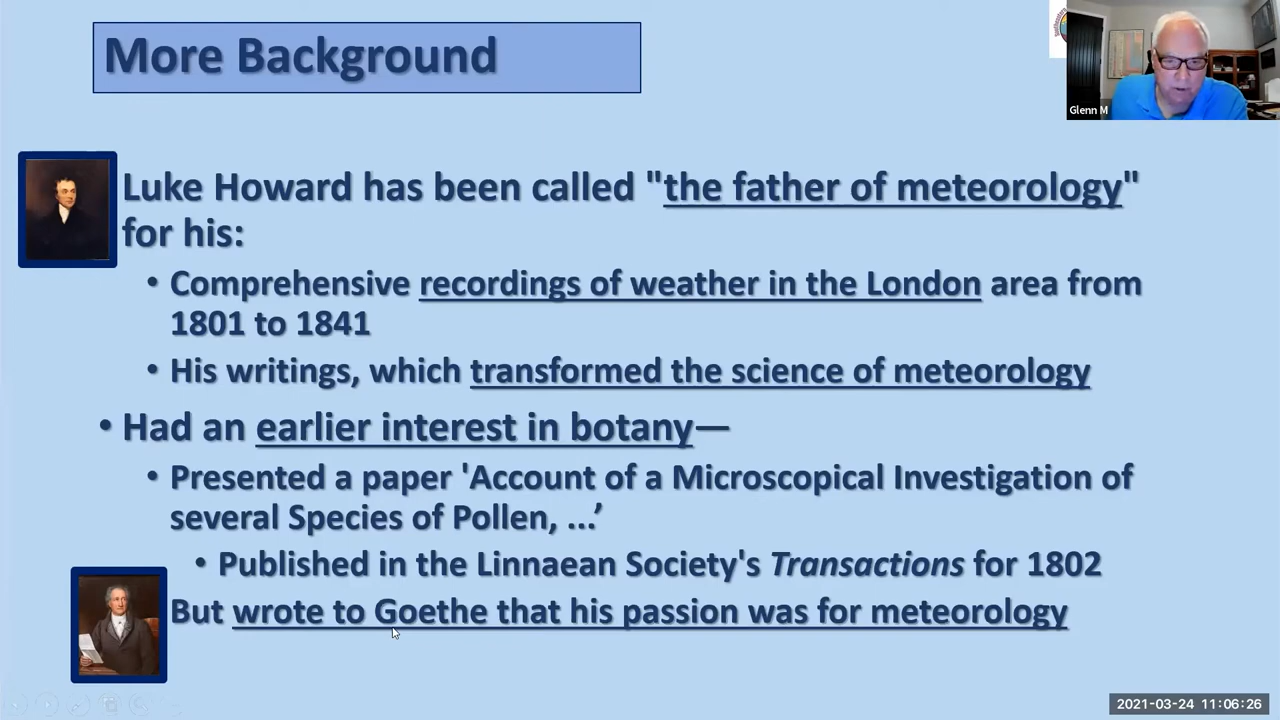 More Background
Glenn M
Luke Howard has been called "the father of meteorology"
for his:
• Comprehensive recordings of weather in the London area from
1801 to 1841
• His writings, which transformed the science of meteorology
• Had an earlier interest in botany—
• Presented a paper 'Account of a Microscopical Investigation of
several Species of Pollen, ...’
• Published in the Linnaean Society's Transactions for 1802
But wrote to Goethe that his passion was for meteorology
2021-03-24 11:06:26